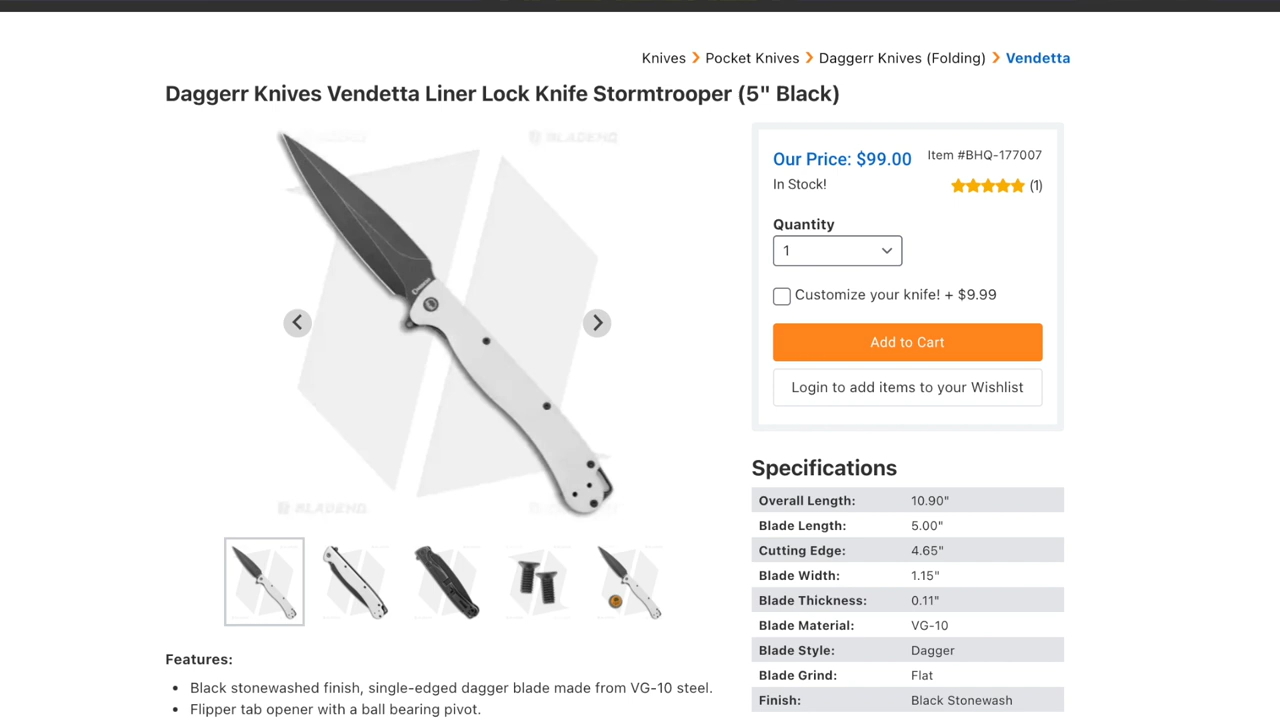 Knives > Pocket Knives > Daggerr Knives (Folding) > Vendetta
Daggerr Knives Vendetta Liner Lock Knife Stormtrooper (5" Black)
BLADEHQ
Our Price: $99.00
Item #BHQ-177007
In Stock!
(1)
Quantity
1
Customize your knife! + $9.99
Add to Cart
Login to add items to your Wishlist
BLADEHQ
Specifications
Overall Length: 10.90"
Blade Length: 5.00"
Cutting Edge: 4.65"
Blade Width: 1.15"
Blade Thickness: 0.11"
Blade Material: VG-10
Blade Style: Dagger
Blade Grind: Flat
Finish: Black Stonewash
Features:
• Black stonewashed finish, single-edged dagger blade made from VG-10 steel.
• Flipper tab opener with a ball bearing pivot.